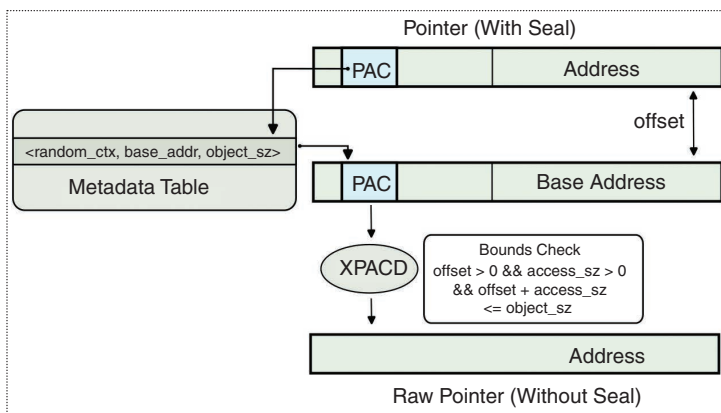 Pointer (With Seal)
PAC
Address
offset
<random_ctx, base_addr, object_sz>
Metadata Table
PAC
Base Address
XPACD
Bounds Check
offset > 0 && access_sz > 0
&& offset + access_sz
<= object_sz
Address
Raw Pointer (Without Seal)